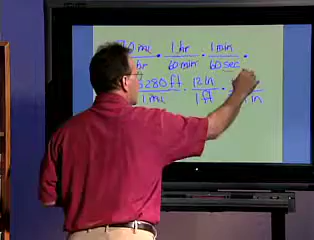 mi · 1 hr · 1 min ·
hr 60 min 60 sec
5280 ft · 12 in ·
1 mi 1 ft in